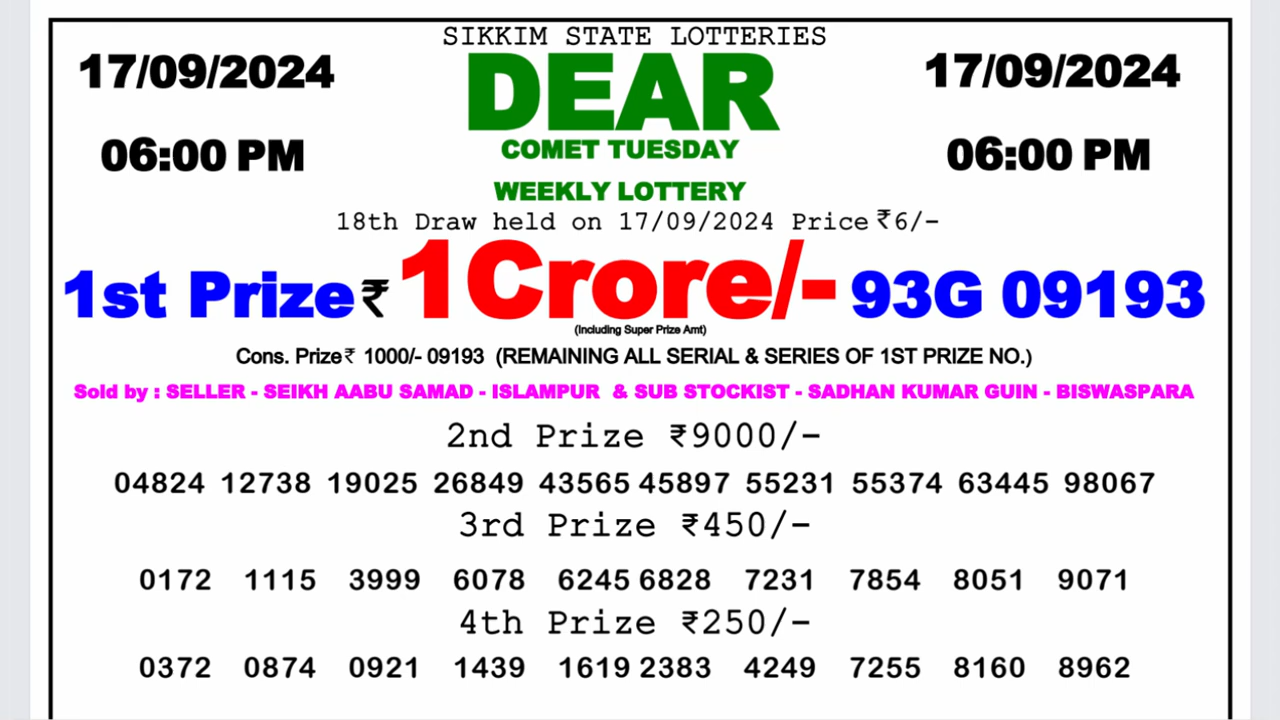 SIKKIM STATE LOTTERIES
17/09/2024 DEAR 17/09/2024
06:00 PM COMET TUESDAY 06:00 PM
WEEKLY LOTTERY
18th Draw held on 17/09/2024 Price ₹6/-
1st Prize ₹ 1Crore/- 93G 09193
(Including Super Prize Amt)
Cons. Prize ₹ 1000/- 09193 (REMAINING ALL SERIAL & SERIES OF 1ST PRIZE NO.)
Sold by : SELLER - SEIKH AABU SAMAD - ISLAMPUR & SUB STOCKIST - SADHAN KUMAR GUIN - BISWASPARA
2nd Prize ₹9000/-
04824 12738 19025 26849 43565 45897 55231 55374 63445 98067
3rd Prize ₹450/-
0172 1115 3999 6078 6245 6828 7231 7854 8051 9071
4th Prize ₹250/-
0372 0874 0921 1439 1619 2383 4249 7255 8160 8962